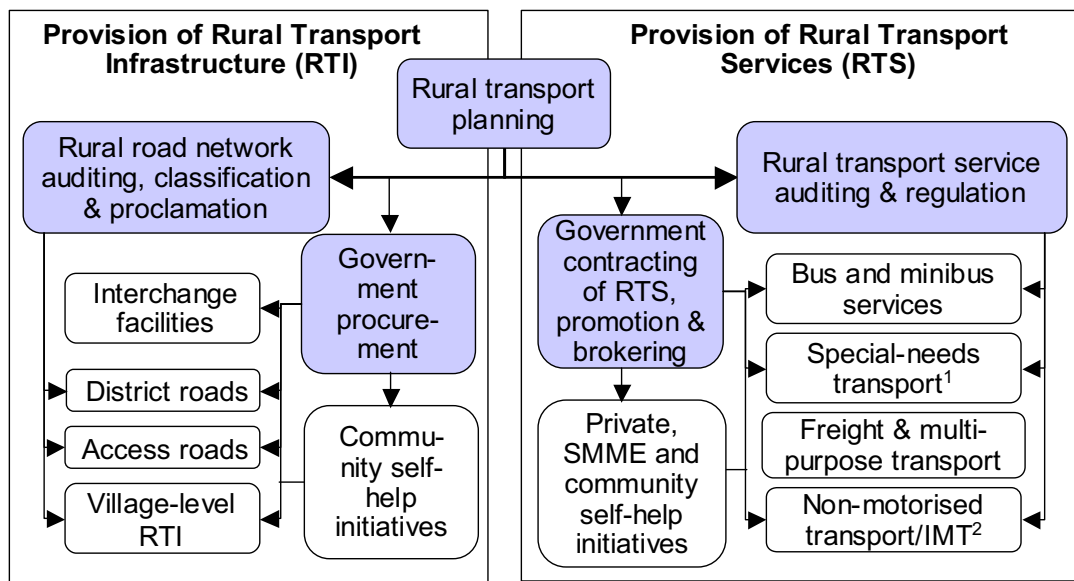 Provision of Rural Transport
Infrastructure (RTI)
Provision of Rural Transport
Services (RTS)
Rural transport
planning
Rural road network
auditing, classification
& proclamation
Rural transport service
auditing & regulation
Govern-
ment
procure-
ment
Government
contracting
of RTS,
promotion &
brokering
Interchange
facilities
District roads
Access roads
Village-level
RTI
Commu-
nity self-
help
initiatives
Private,
SMME and
community
self-help
initiatives
Bus and minibus
services
Special-needs
transport¹
Freight & multi-
purpose transport
Non-motorised
transport/IMT²